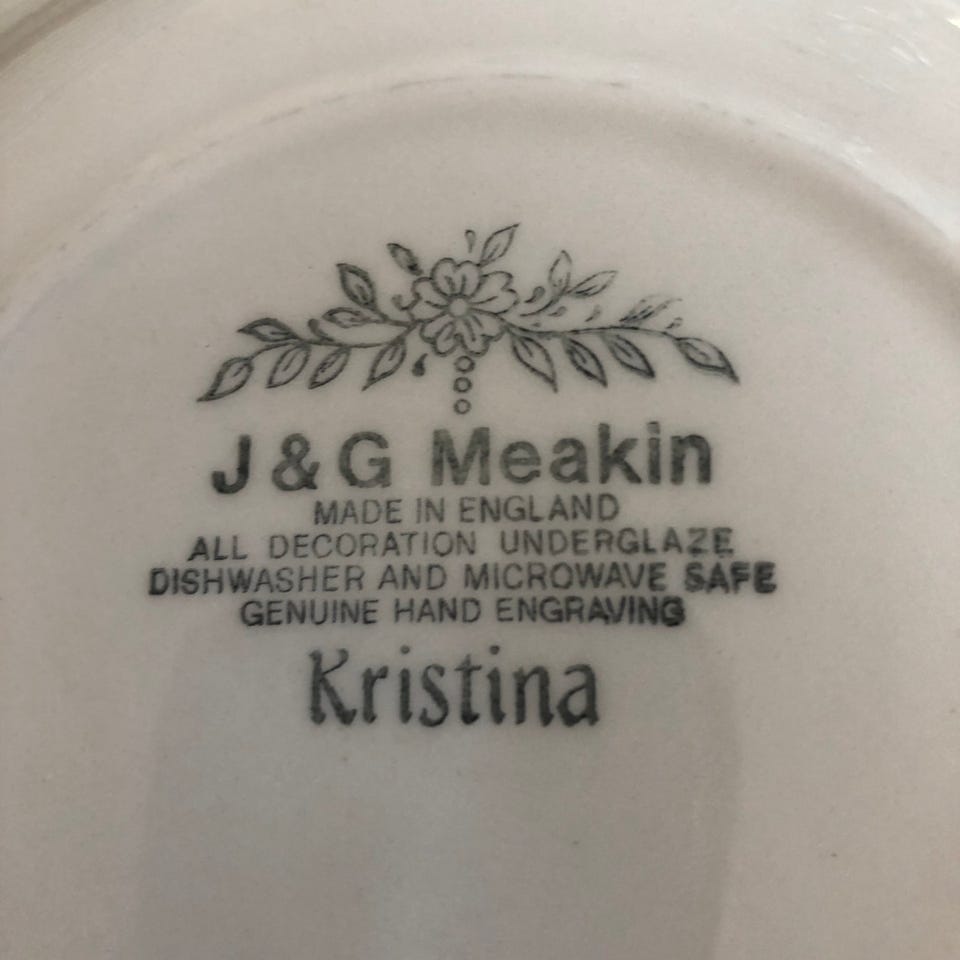 J & G Meakin
MADE IN ENGLAND
ALL DECORATION UNDERGLAZE
DISHWASHER AND MICROWAVE SAFE
GENUINE HAND ENGRAVING
Kristina